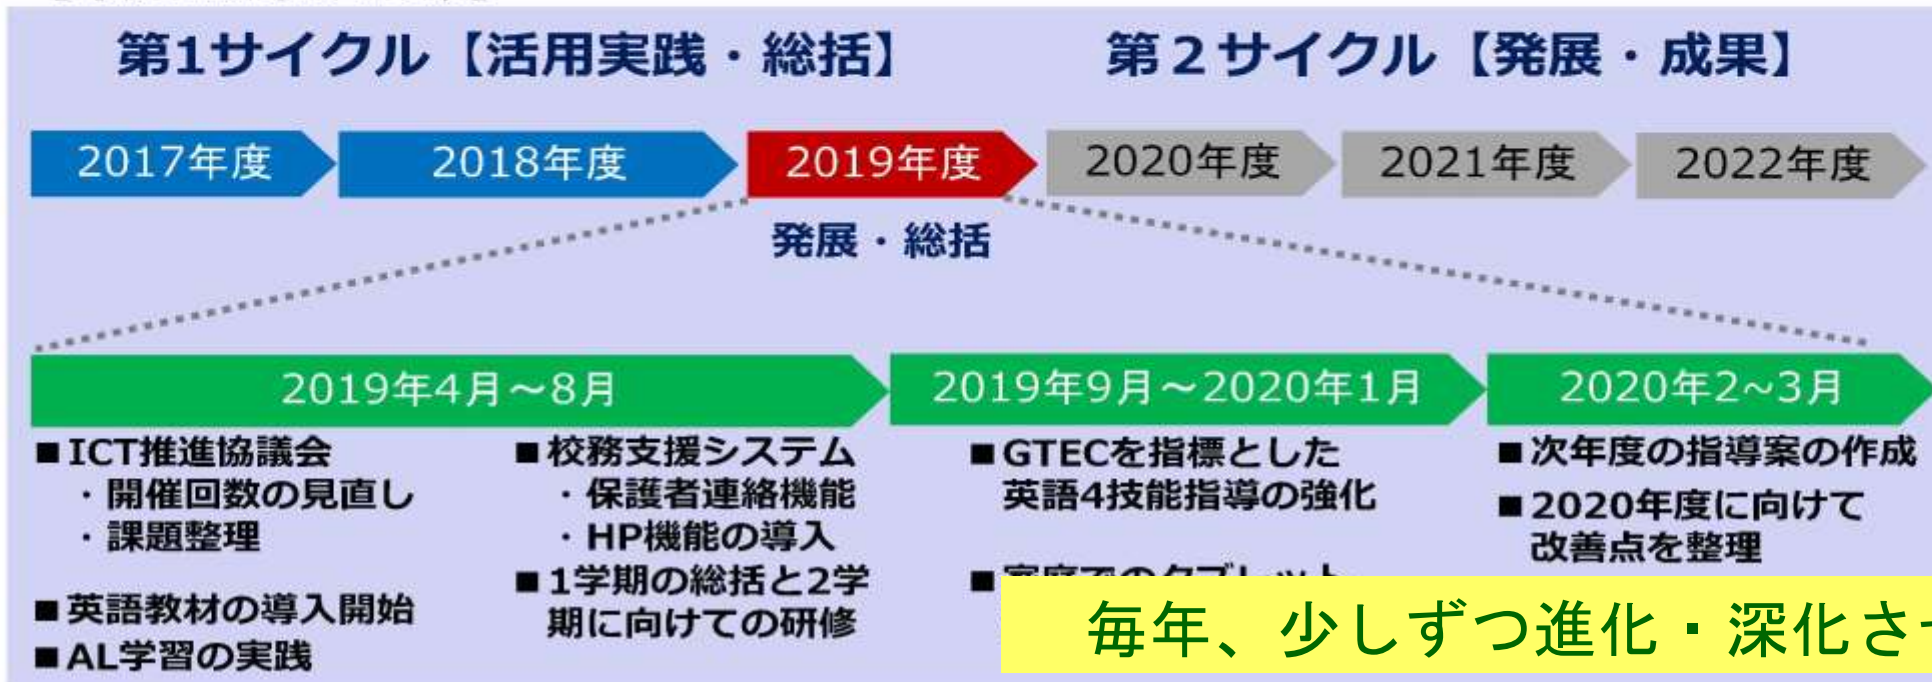 第1サイクル【活用実践・総括】
第２サイクル【発展・成果】
2017年度
2018年度
2019年度
2020年度
2021年度
2022年度
発展・総括
2019年4月～8月
2019年9月～2020年1月
2020年2~3月
■ICT推進協議会
・開催回数の見直し
・課題整理
■英語教材の導入開始
■AL学習の実践
■校務支援システム
・保護者連絡機能
・HP機能の導入
■1学期の総括と2学
期に向けての研修
■GTECを指標とした
英語4技能指導の強化
■家庭でのタブレット
■次年度の指導案の作成
■2020年度に向けて
改善点を整理
毎年、少しずつ進化・深化さ